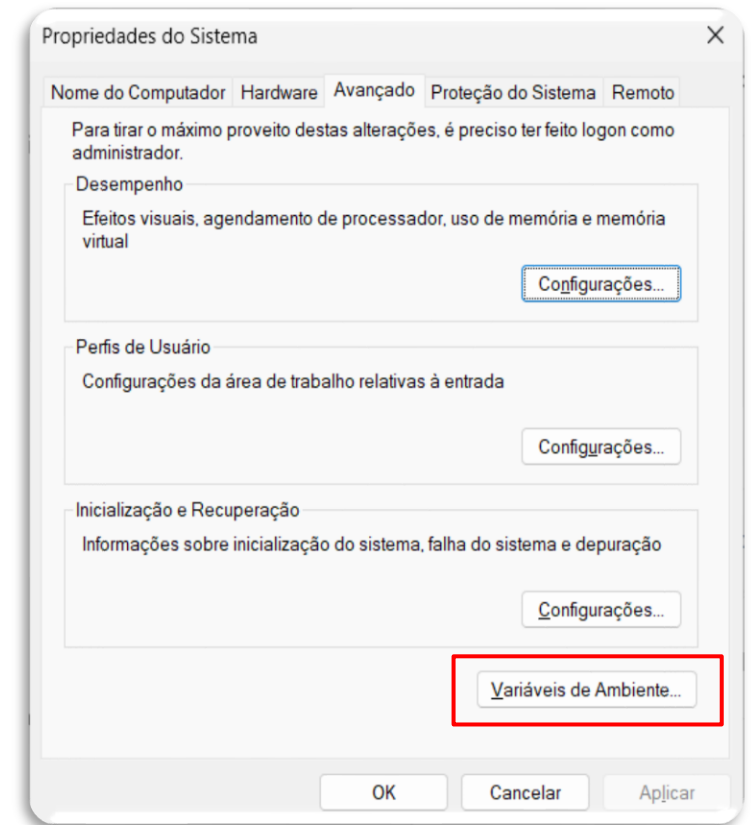 Propriedades do Sistema
Nome do Computador Hardware Avançado Proteção do Sistema Remoto
Para tirar o máximo proveito destas alterações, é preciso ter feito logon como
administrador.
Desempenho
Efeitos visuais, agendamento de processador, uso de memória e memória
virtual
Configurações...
Perfis de Usuário
Configurações da área de trabalho relativas à entrada
Configurações...
Inicialização e Recuperação
Informações sobre inicialização do sistema, falha do sistema e depuração
Configurações...
Variáveis de Ambiente...
OK Cancelar Aplicar